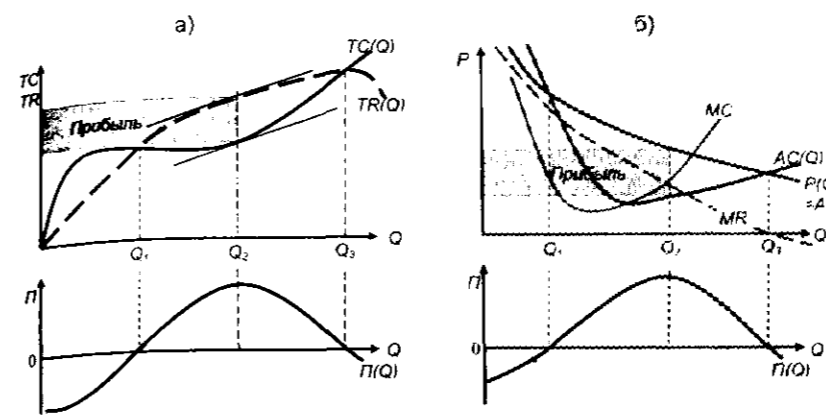 а)
TC
TR
TC(Q)
TR(Q)
Прибыль
Q₁
Q₂
Q₃
Q
П
0
Q
П(Q)
б)
P
MC
AC(Q)
P(Q
=A
Прибыль
MR
Q₁
Q₂
Q₃
Q
П
0
Q
П(Q)